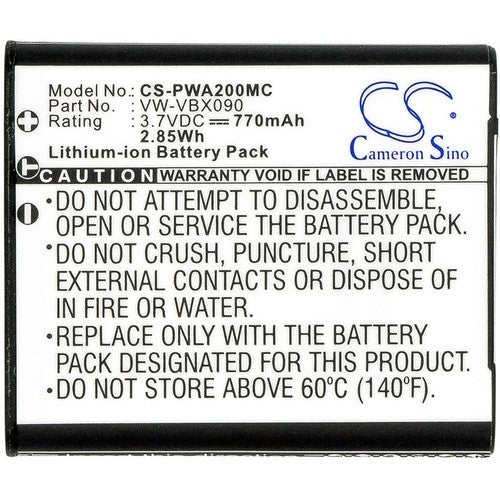 Model No.: CS-PWA200MC
Part No.: VW-VBX090
Rating: 3.7VDC ⎓ 770mAh
2.85Wh
Lithium-ion Battery Pack
CS
Cameron Sino
CAUTION: WARRANTY VOID IF LABEL IS REMOVED!
•DO NOT ATTEMPT TO DISASSEMBLE,
OPEN OR SERVICE THE BATTERY PACK.
•DO NOT CRUSH, PUNCTURE, SHORT
EXTERNAL CONTACTS OR DISPOSE OF
IN FIRE OR WATER.
•REPLACE ONLY WITH THE BATTERY
PACK DESIGNATED FOR THIS PRODUCT.
•DO NOT STORE ABOVE 60°C (140°F).